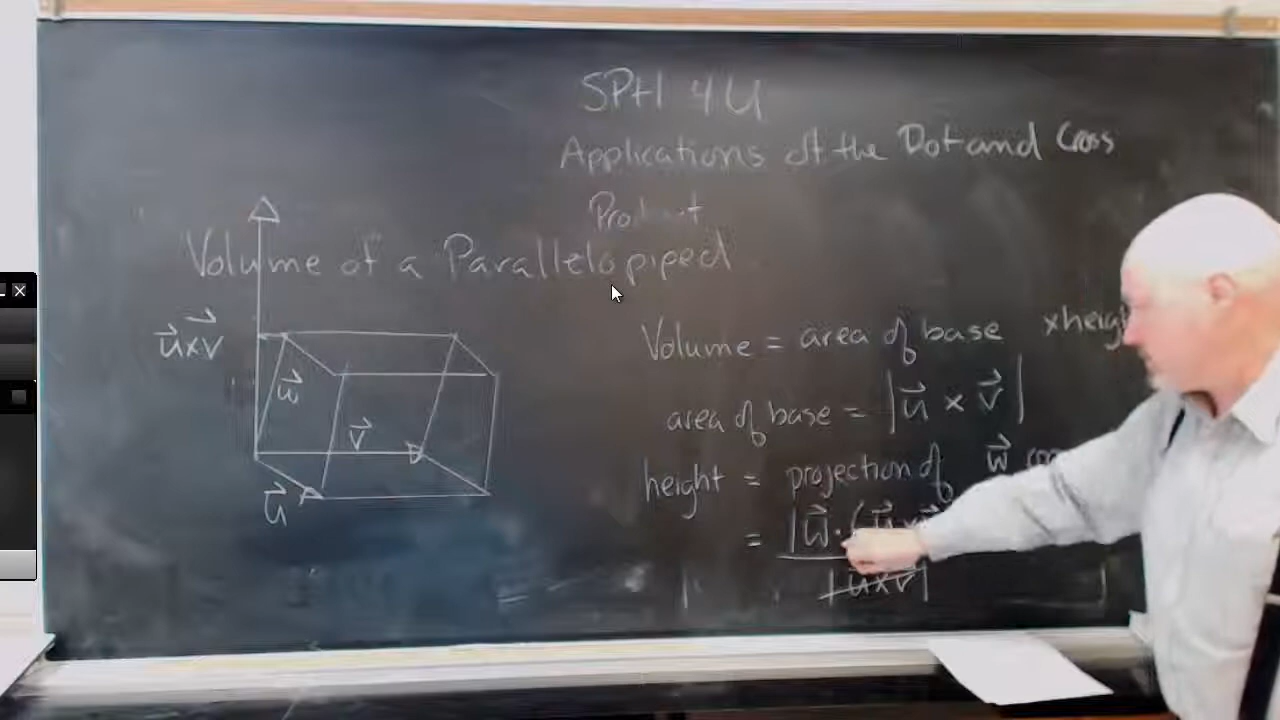 SPH 4U
Applications of the Dot and Cross
Product
Volume of a Parallelopiped
u×v
w
v
u
Volume = area of base x heig
area of base = |u × v|
height = projection of w
= |w · (u×v
|u×v|